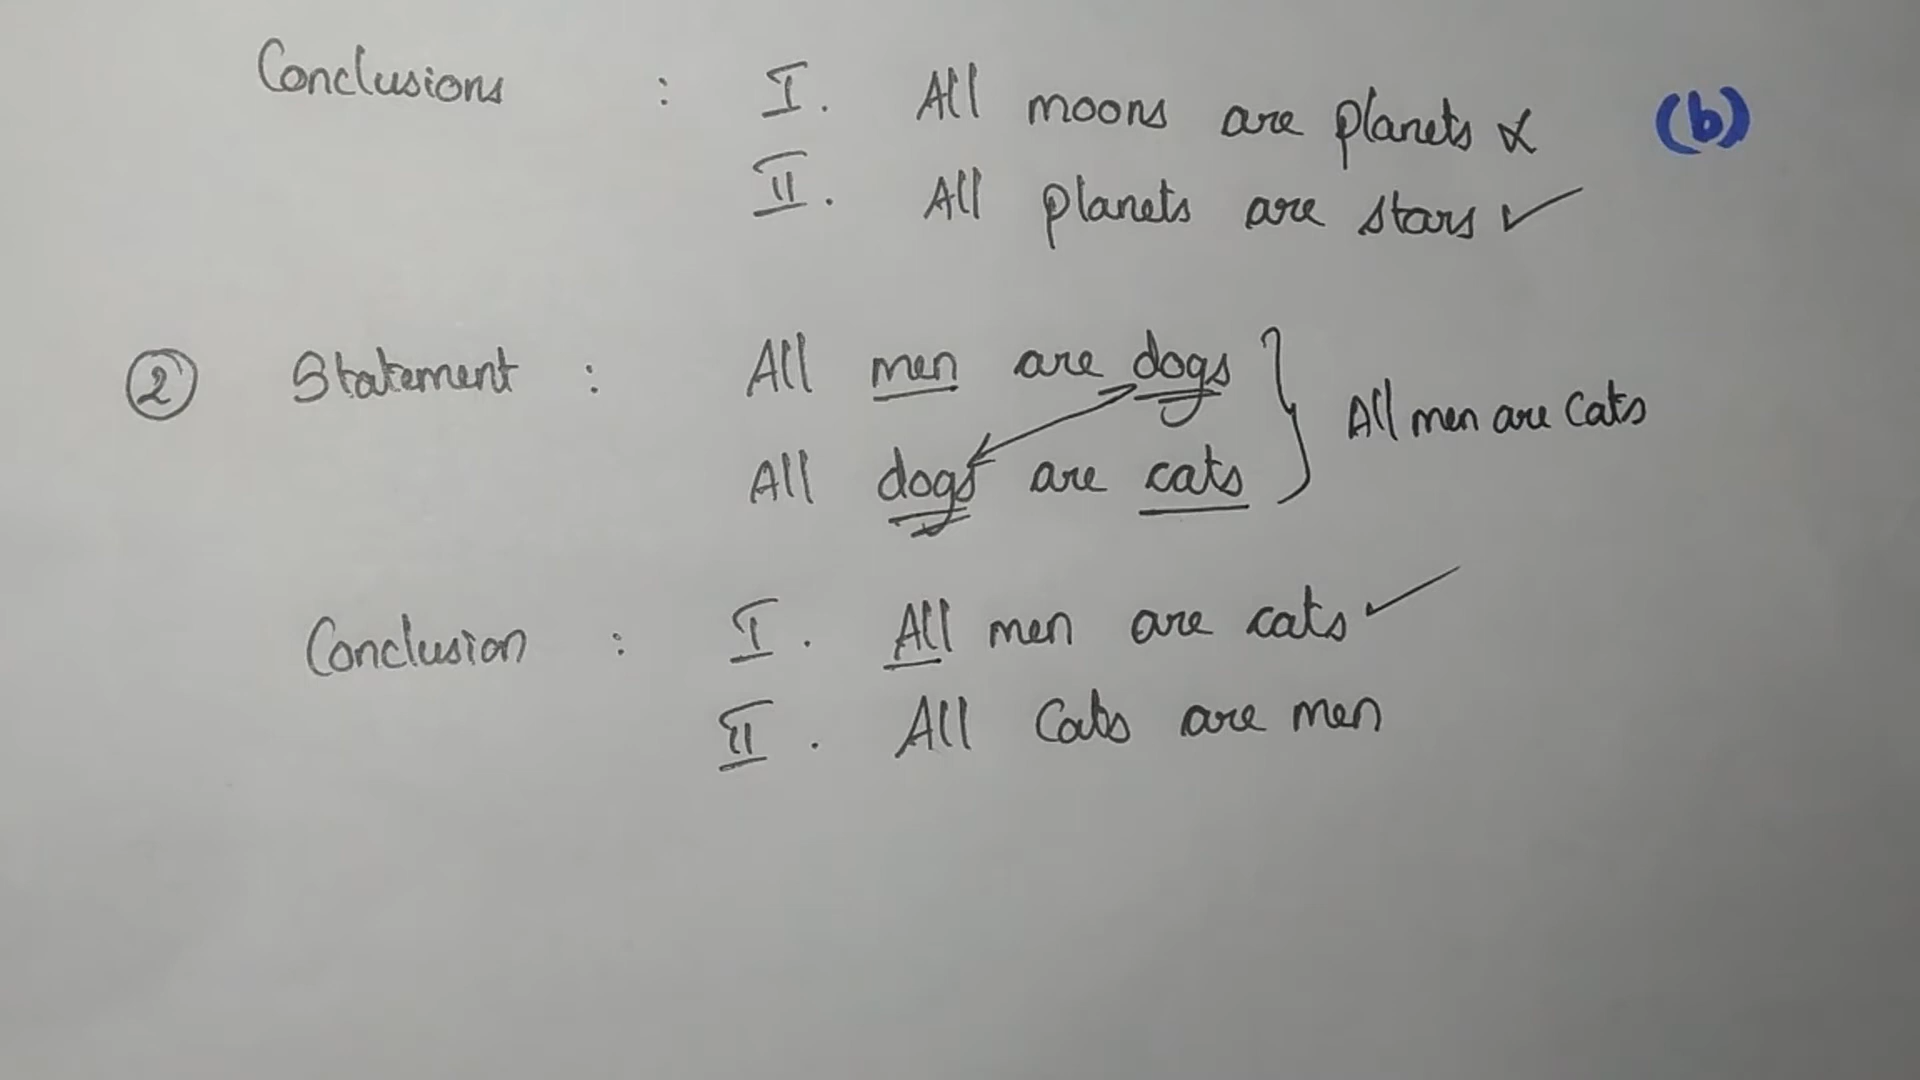 Conclusions : I. All moons are planets x (b)
II. All planets are stars ✓
② Statement : All men are dogs
All men are cats
All dogs are cats
Conclusion : I. All men are cats ✓
II. All cats are men